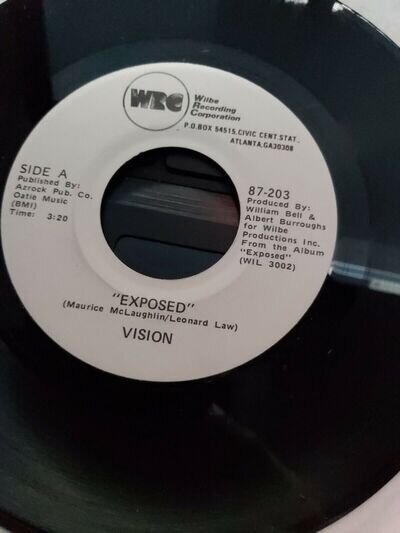 WRC
Wilbe
Recording
Corporation
P.O.BOX 54515,CIVIC CENT.STAT.
ATLANTA,GA30308
SIDE A
Published By:
Azrock Pub. Co.
Oatie Music
(BMI)
Time: 3:20
87-203
Produced By:
William Bell &
Albert Burroughs
for Wilbe
Productions Inc.
From the Album
"Exposed"
(WIL 3002)
"EXPOSED"
(Maurice McLaughlin/Leonard Law)
VISION